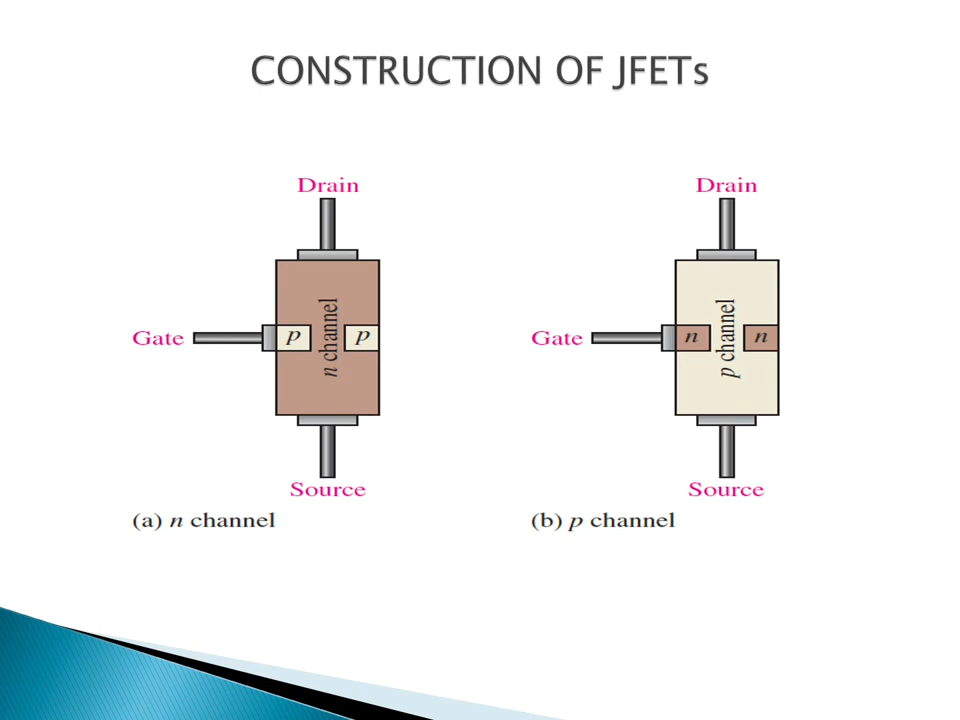 CONSTRUCTION OF JFETs
Drain
Gate
p
n channel
p
Source
(a) n channel
Drain
Gate
n
p channel
n
Source
(b) p channel